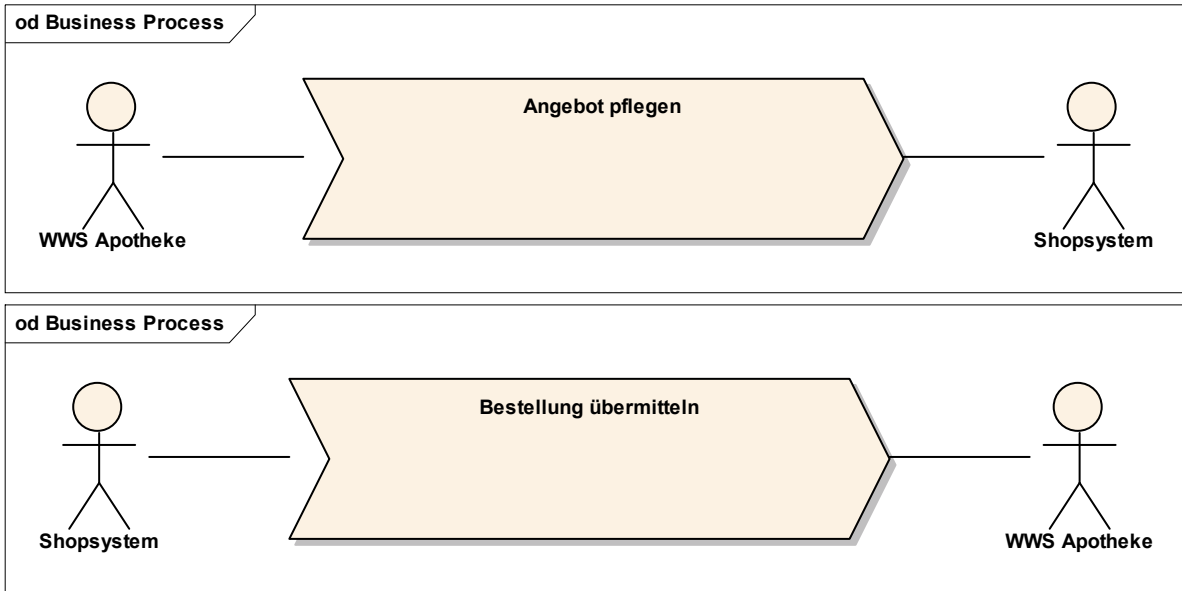 od Business Process
Angebot pflegen
WWS Apotheke
Shopsystem
od Business Process
Bestellung übermitteln
Shopsystem
WWS Apotheke